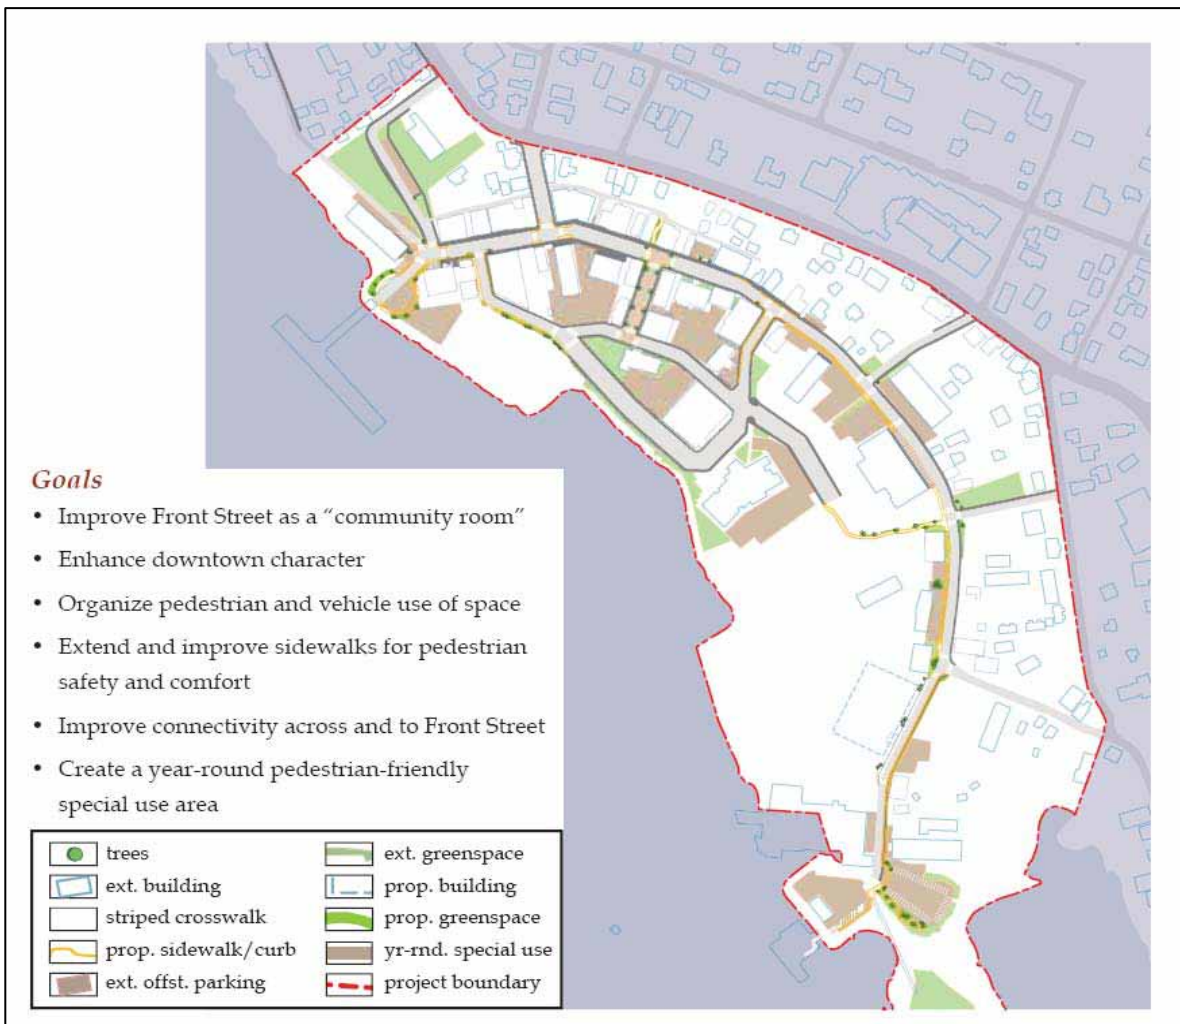 Goals
• Improve Front Street as a “community room”
• Enhance downtown character
• Organize pedestrian and vehicle use of space
• Extend and improve sidewalks for pedestrian
safety and comfort
• Improve connectivity across and to Front Street
• Create a year-round pedestrian-friendly
special use area
trees
ext. building
striped crosswalk
prop. sidewalk/curb
ext. offst. parking
ext. greenspace
prop. building
prop. greenspace
yr-rnd. special use
project boundary